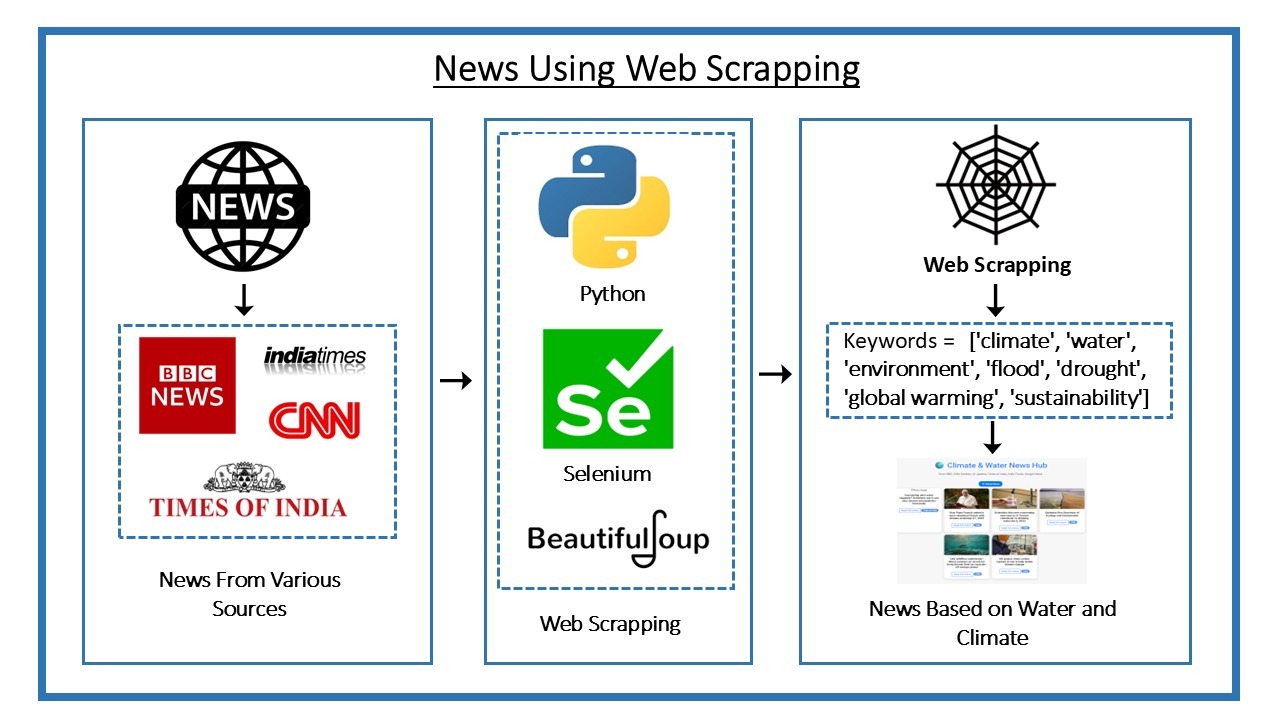 News Using Web Scrapping
NEWS
BBC
NEWS
indiatimes
CNN
TIMES OF INDIA
News From Various
Sources
Python
Se
Selenium
BeautifulSoup
Web Scrapping
Web Scrapping
Keywords = ['climate', 'water',
'environment', 'flood', 'drought',
'global warming', 'sustainability']
Climate & Water News Hub
News Based on Water and
Climate